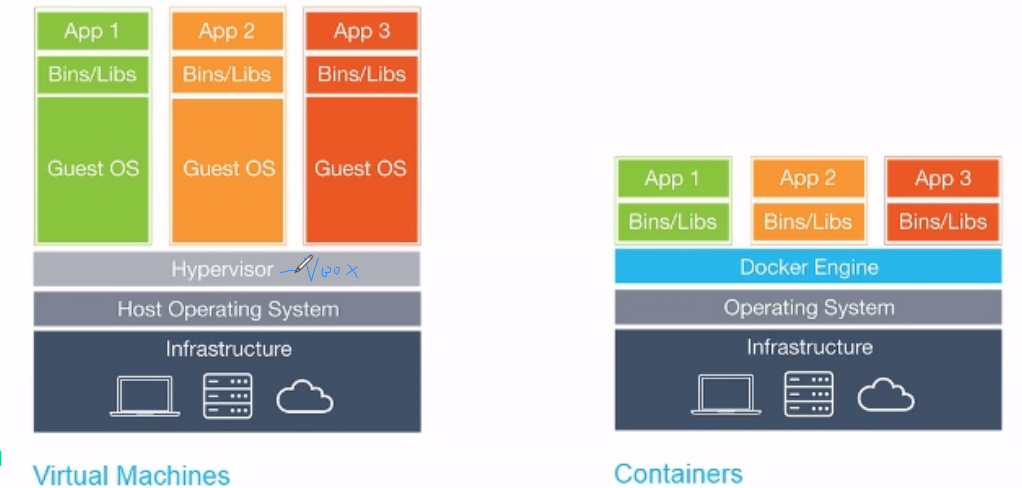 App 1
App 2
App 3
Bins/Libs
Bins/Libs
Bins/Libs
Guest OS
Guest OS
Guest OS
Hypervisor
Vbox
Host Operating System
Infrastructure
Virtual Machines
App 1
App 2
App 3
Bins/Libs
Bins/Libs
Bins/Libs
Docker Engine
Operating System
Infrastructure
Containers